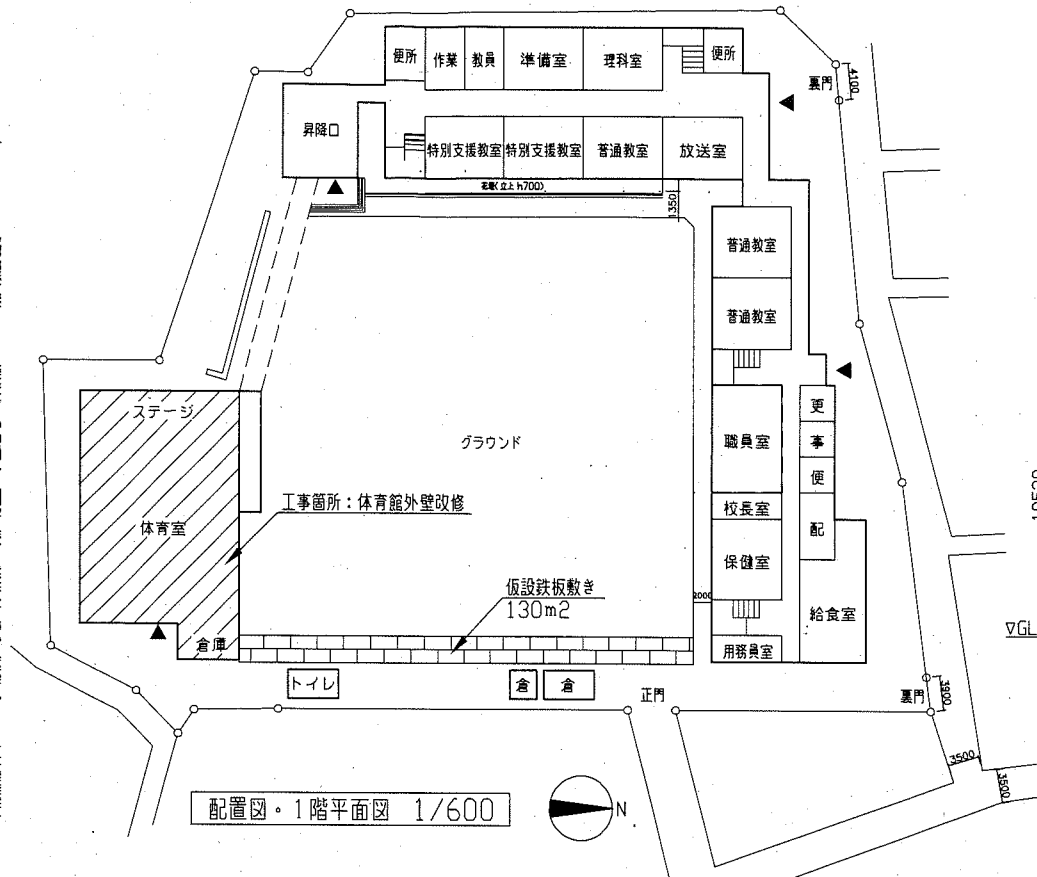 便所
作業
教員
準備室
理科室
便所
裏門
4100
昇降口
特別支援教室
特別支援教室
普通教室
放送室
花壇(立上 h700)
1350
普通教室
普通教室
ステージ
グラウンド
職員室
更
事
便
工事箇所：体育館外壁改修
校長室
体育室
配
保健室
仮設鉄板敷き
130m2
2000
給食室
▽GL
倉庫
用務員室
トイレ
倉
倉
正門
裏門
3900
3500
3500
配置図・1階平面図 1/600
N